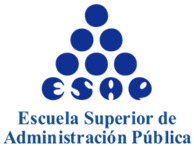 ESAP
Escuela Superior de
Administración Pública